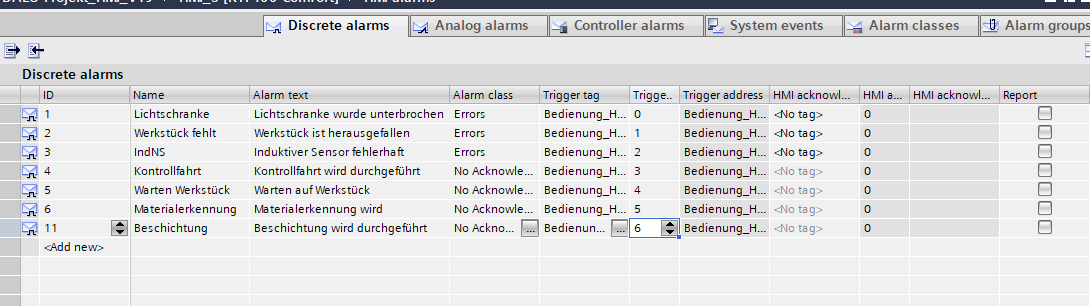 Discrete alarms Analog alarms Controller alarms System events Alarm classes Alarm groups
Discrete alarms
ID Name Alarm text Alarm class Trigger tag Trigge.. Trigger address HMI acknowl... HMI a... HMI acknowl... Report
1 Lichtschranke Lichtschranke wurde unterbrochen Errors Bedienung_H... 0 Bedienung_H... <No tag> 0
2 Werkstück fehlt Werkstück ist herausgefallen Errors Bedienung_H... 1 Bedienung_H... <No tag> 0
3 IndNS Induktiver Sensor fehlerhaft Errors Bedienung_H... 2 Bedienung_H... <No tag> 0
4 Kontrollfahrt Kontrollfahrt wird durchgeführt No Acknowle... Bedienung_H... 3 Bedienung_H... <No tag> 0
5 Warten Werkstück Warten auf Werkstück No Acknowle... Bedienung_H... 4 Bedienung_H... <No tag> 0
6 Materialerkennung Materialerkennung wird No Acknowle... Bedienung_H... 5 Bedienung_H... <No tag> 0
11 Beschichtung Beschichtung wird durchgeführt No Ackno... ... Bedienun... ... 6 Bedienung_H... <No tag> 0
<Add new>